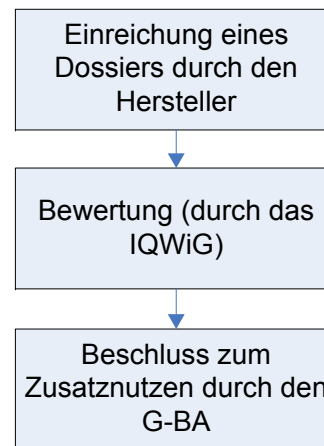 Einreichung eines
Dossiers durch den
Hersteller
Bewertung (durch das
IQWiG)
Beschluss zum
Zusatznutzen durch den
G-BA